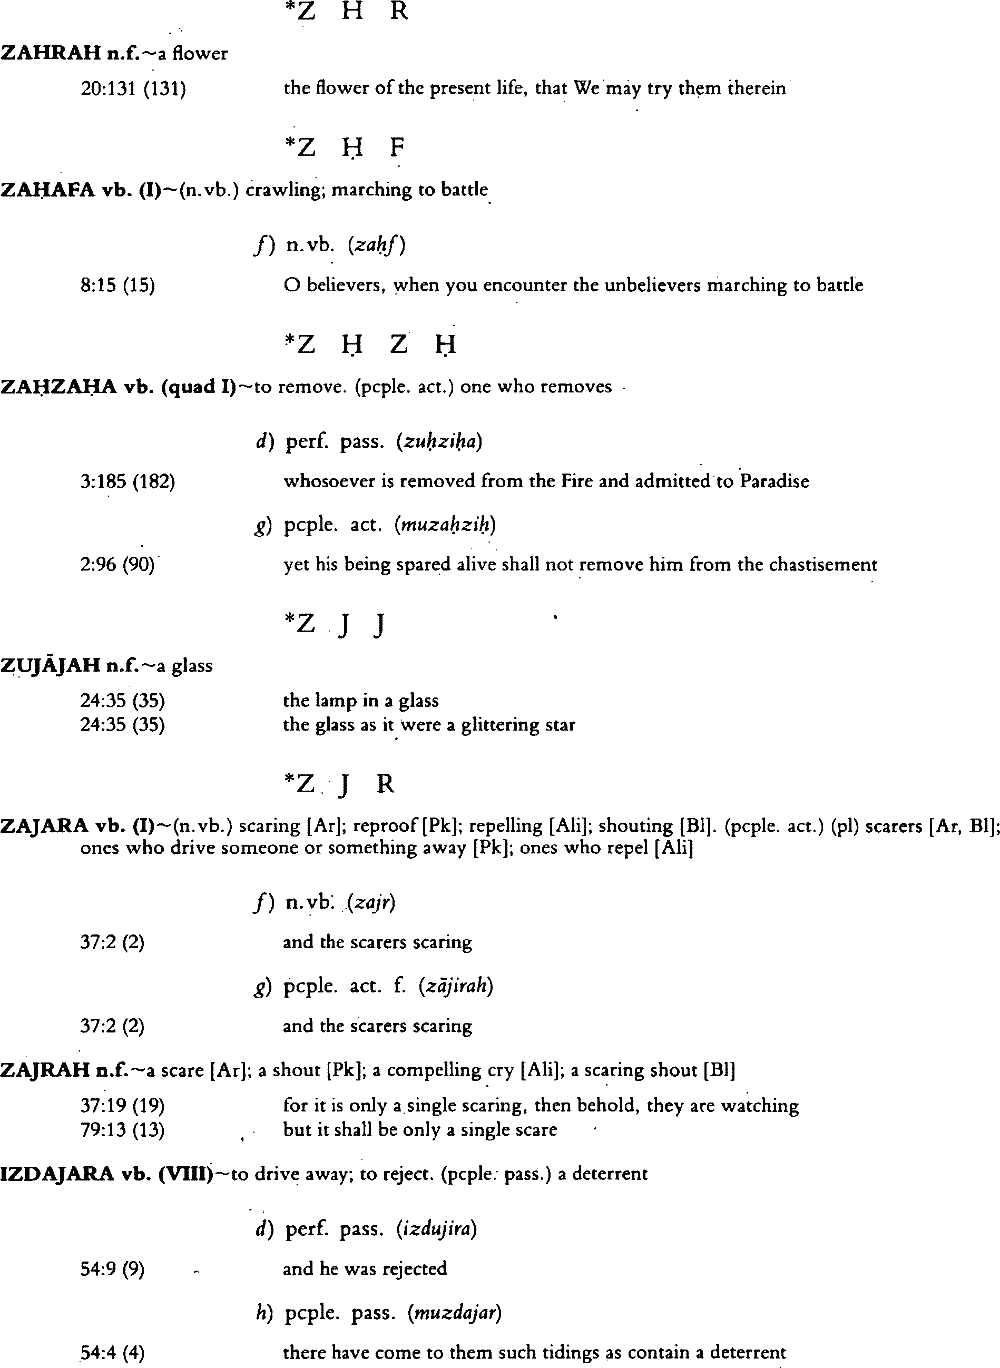 *Z H R
ZAHRAH n.f.~a flower
20:131 (131) the flower of the present life, that We may try them therein
*Z Ḥ F
ZAḤAFA vb. (I)~(n.vb.) crawling; marching to battle
f) n.vb. (zaḥf)
8:15 (15) O believers, when you encounter the unbelievers marching to battle
*Z Ḥ Z Ḥ
ZAḤZAḤA vb. (quad I)~to remove. (pcple. act.) one who removes
d) perf. pass. (zuḥziḥa)
3:185 (182) whosoever is removed from the Fire and admitted to Paradise
g) pcple. act. (muzaḥziḥ)
2:96 (90) yet his being spared alive shall not remove him from the chastisement
*Z J J
ZUJĀJAH n.f.~a glass
24:35 (35) the lamp in a glass
24:35 (35) the glass as it were a glittering star
*Z J R
ZAJARA vb. (I)~(n.vb.) scaring [Ar]; reproof [Pk]; repelling [Ali]; shouting [Bl]. (pcple. act.) (pl) scarers [Ar, Bl];
ones who drive someone or something away [Pk]; ones who repel [Ali]
f) n.vb. (zajr)
37:2 (2) and the scarers scaring
g) pcple. act. f. (zājirah)
37:2 (2) and the scarers scaring
ZAJRAH n.f.~a scare [Ar]; a shout [Pk]; a compelling cry [Ali]; a scaring shout [Bl]
37:19 (19) for it is only a single scaring, then behold, they are watching
79:13 (13) but it shall be only a single scare
IZDAJARA vb. (VIII)~to drive away; to reject. (pcple. pass.) a deterrent
d) perf. pass. (izdujira)
54:9 (9) and he was rejected
h) pcple. pass. (muzdajar)
54:4 (4) there have come to them such tidings as contain a deterrent